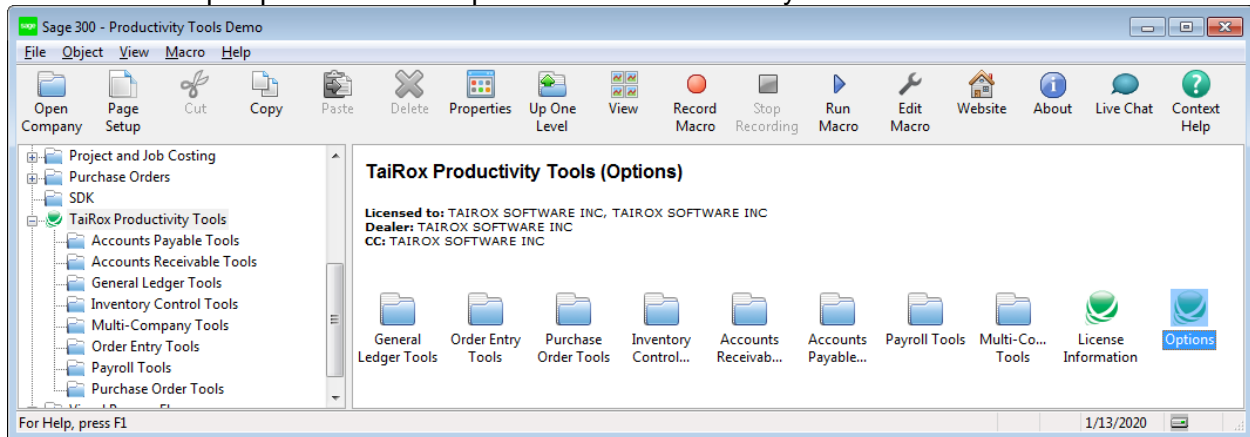 Sage 300 - Productivity Tools Demo
File Object View Macro Help
Open Company Page Setup Cut Copy Paste Delete Properties Up One Level View Record Macro Stop Recording Run Macro Edit Macro Website About Live Chat Context Help
Project and Job Costing
Purchase Orders
SDK
TaiRox Productivity Tools
Accounts Payable Tools
Accounts Receivable Tools
General Ledger Tools
Inventory Control Tools
Multi-Company Tools
Order Entry Tools
Payroll Tools
Purchase Order Tools
TaiRox Productivity Tools (Options)
Licensed to: TAIROX SOFTWARE INC, TAIROX SOFTWARE INC
Dealer: TAIROX SOFTWARE INC
CC: TAIROX SOFTWARE INC
General Ledger Tools Order Entry Tools Purchase Order Tools Inventory Control... Accounts Receivab... Accounts Payable... Payroll Tools Multi-Co... Tools License Information Options
For Help, press F1
1/13/2020